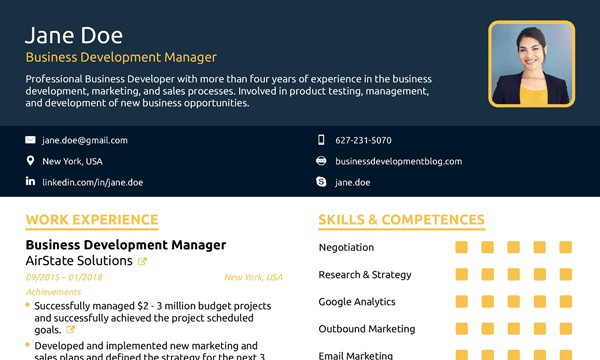 Jane Doe
Business Development Manager
Professional Business Developer with more than four years of experience in the business
development, marketing, and sales processes. Involved in product testing, management,
and development of new business opportunities.
jane.doe@gmail.com
627-231-5070
New York, USA
businessdevelopmentblog.com
linkedin.com/in/jane.doe
jane.doe
WORK EXPERIENCE
Business Development Manager
AirState Solutions
09/2015 – 01/2018
New York, USA
Achievements
Successfully managed $2 - 3 million budget projects
and successfully achieved the project scheduled
goals.
Developed and implemented new marketing and
sales plans and defined the strategy for the next 3
SKILLS & COMPETENCES
Negotiation
Research & Strategy
Google Analytics
Outbound Marketing
Email Marketing